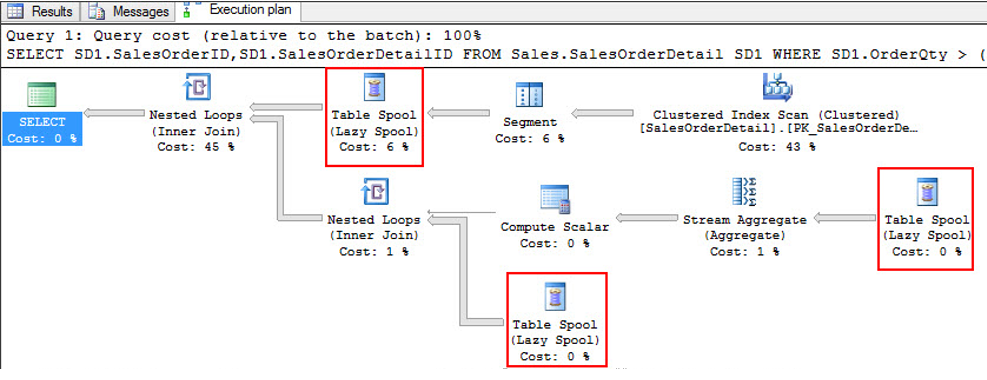 Results Messages Execution plan
Query 1: Query cost (relative to the batch): 100%
SELECT SD1.SalesOrderID,SD1.SalesOrderDetailID FROM Sales.SalesOrderDetail SD1 WHERE SD1.OrderQty > (
SELECT
Cost: 0 %
Nested Loops
(Inner Join)
Cost: 45 %
Table Spool
(Lazy Spool)
Cost: 6 %
Segment
Cost: 6 %
Clustered Index Scan (Clustered)
[SalesOrderDetail].[PK_SalesOrderDe…
Cost: 43 %
Nested Loops
(Inner Join)
Cost: 1 %
Compute Scalar
Cost: 0 %
Stream Aggregate
(Aggregate)
Cost: 1 %
Table Spool
(Lazy Spool)
Cost: 0 %
Table Spool
(Lazy Spool)
Cost: 0 %